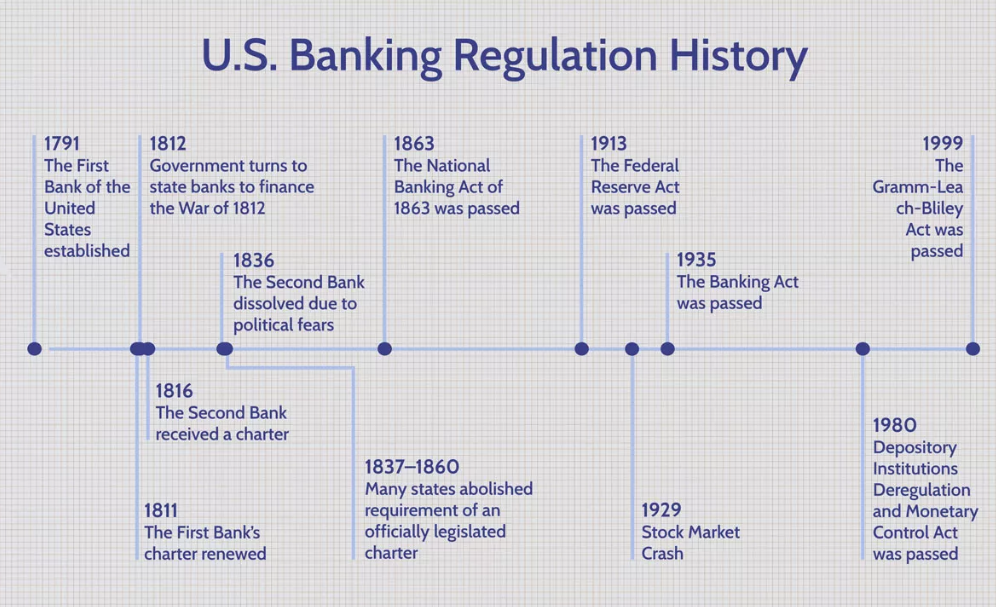 U.S. Banking Regulation History
1791
The First
Bank of the
United
States
established
1812
Government turns to
state banks to finance
the War of 1812
1836
The Second Bank
dissolved due to
political fears
1863
The National
Banking Act of
1863 was passed
1913
The Federal
Reserve Act
was passed
1935
The Banking Act
was passed
1999
The
Gramm-Lea
ch-Bliley
Act was
passed
1816
The Second Bank
received a charter
1811
The First Bank's
charter renewed
1837–1860
Many states abolished
requirement of an
officially legislated
charter
1929
Stock Market
Crash
1980
Depository
Institutions
Deregulation
and Monetary
Control Act
was passed